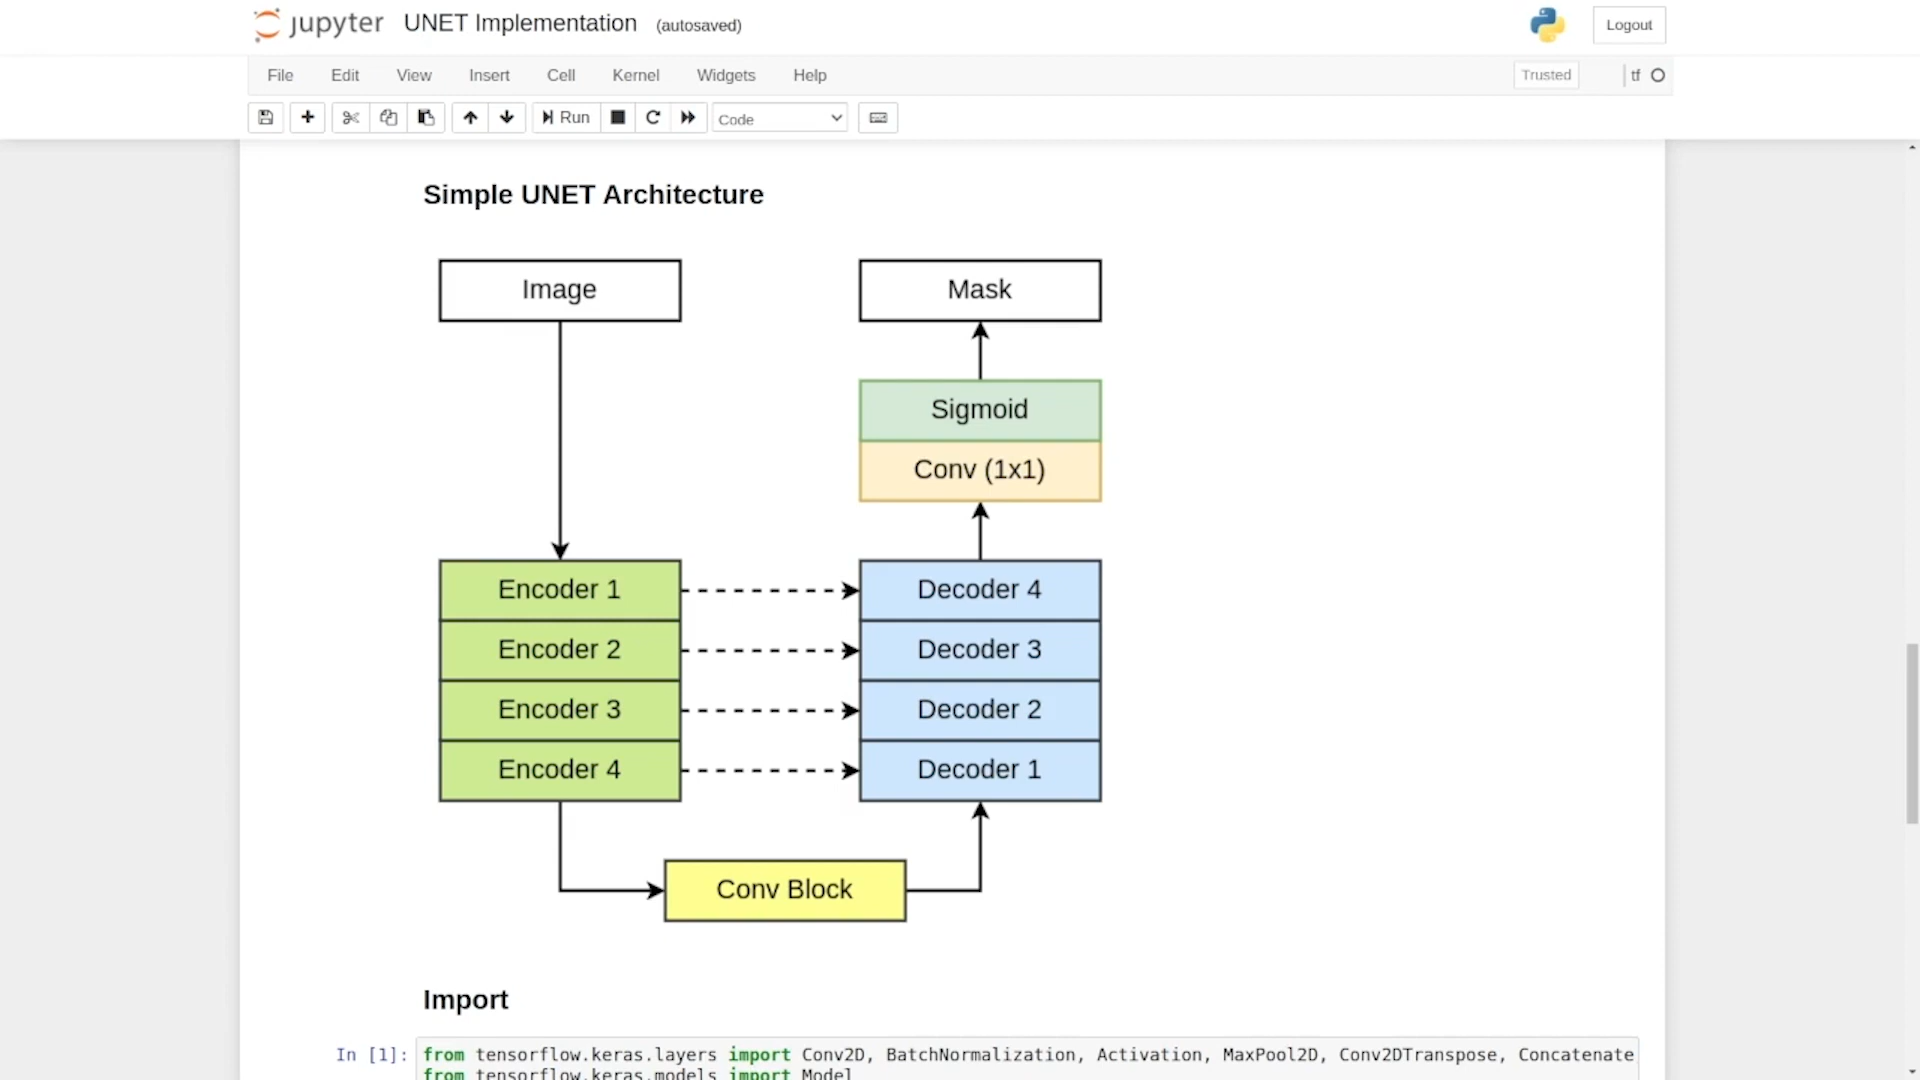 jupyter UNET Implementation (autosaved) Logout
File Edit View Insert Cell Kernel Widgets Help Trusted tf
Run Code
Simple UNET Architecture
Image Mask
Sigmoid
Conv (1x1)
Encoder 1 Decoder 4
Encoder 2 Decoder 3
Encoder 3 Decoder 2
Encoder 4 Decoder 1
Conv Block
Import
In [1]: from tensorflow.keras.layers import Conv2D, BatchNormalization, Activation, MaxPool2D, Conv2DTranspose, Concatenate
from tensorflow.keras.models import Model